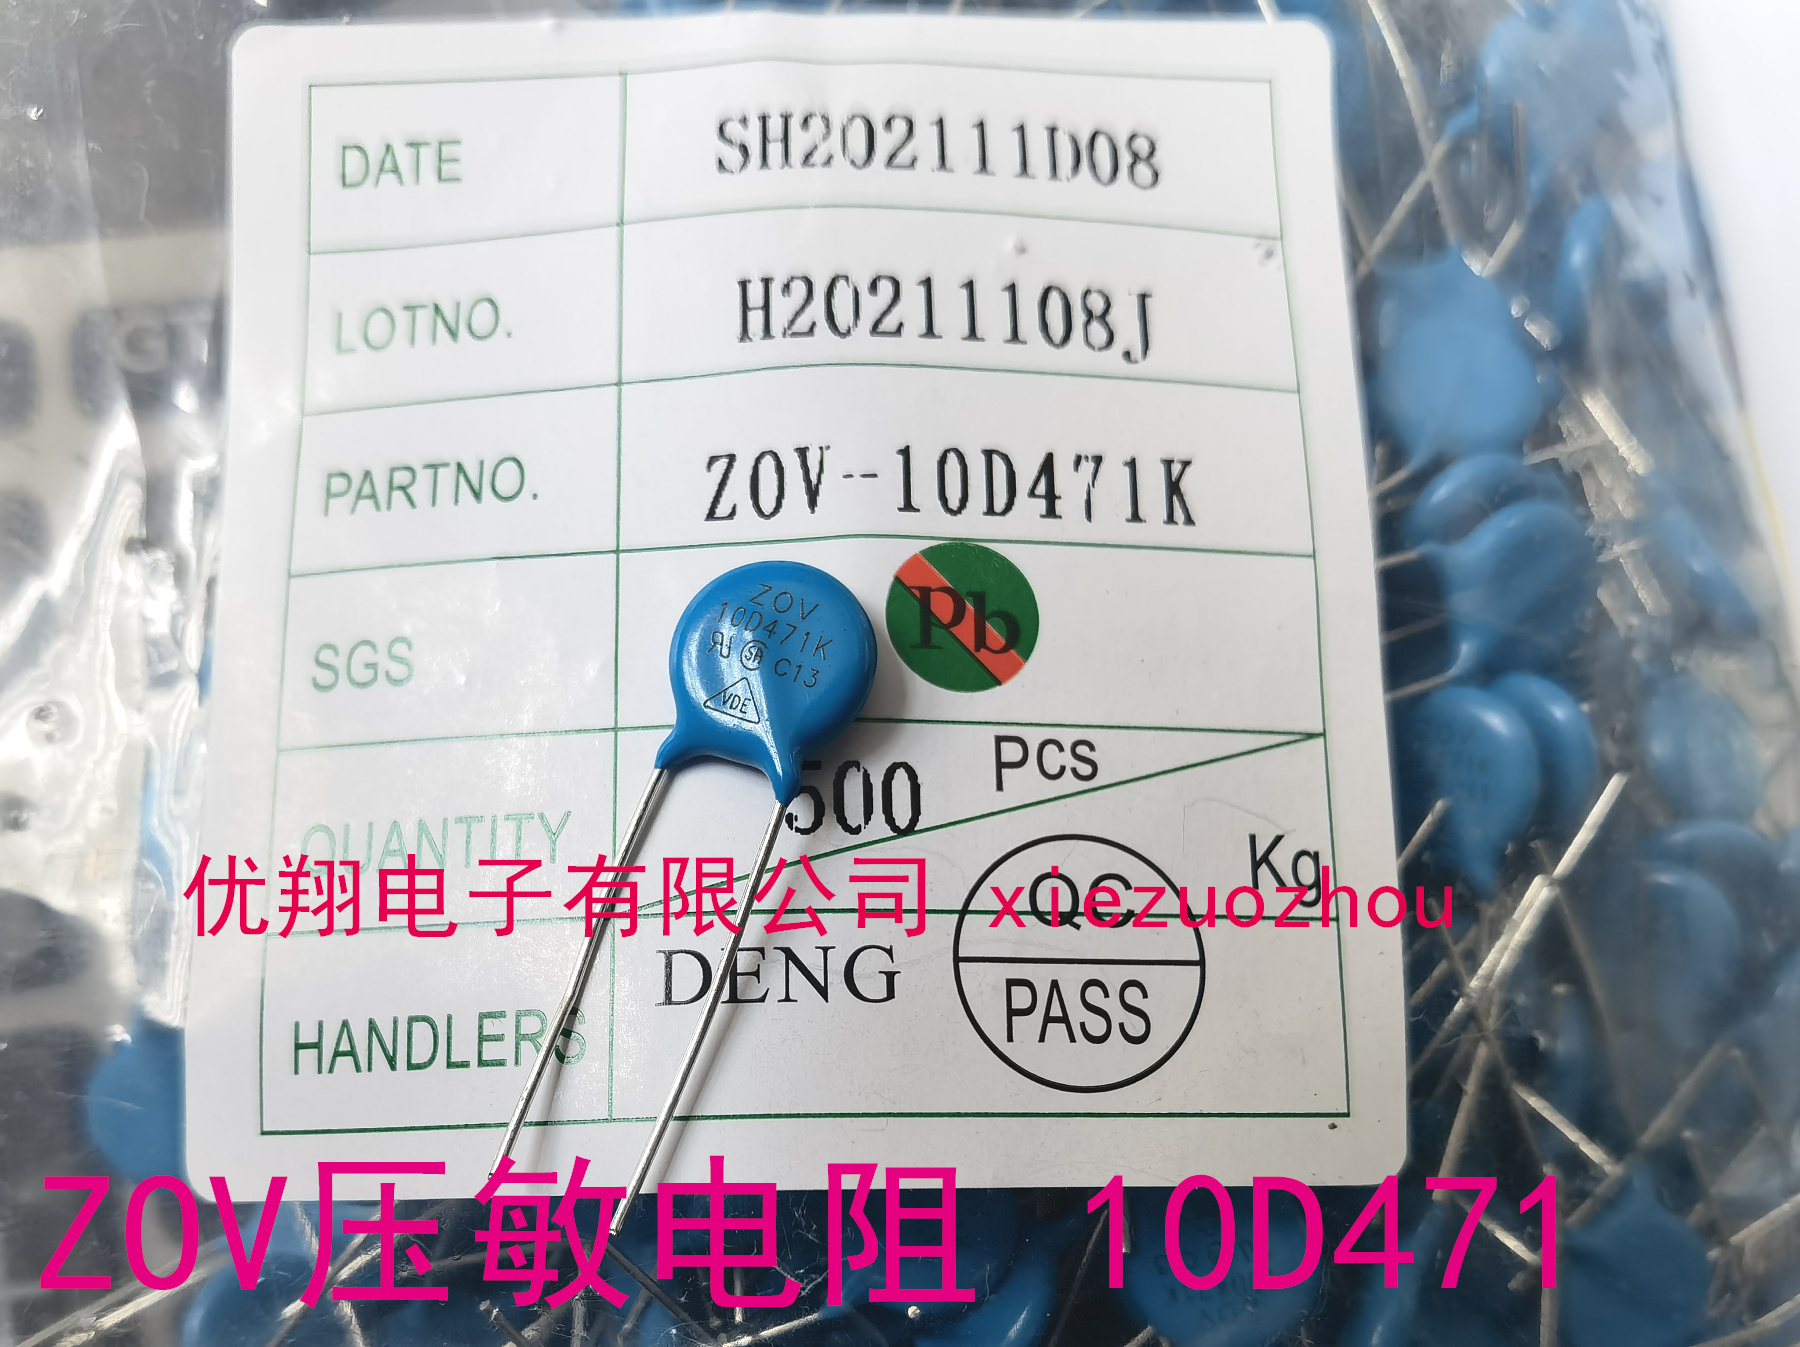 DATE SH202111D08
LOTNO. H20211108J
PARTNO. ZOV--10D471K
SGS Pb
ZOV
10D471K
SH C13
VDE
QUANTITY 500 PCS
Kg
优翔电子有限公司 xiezuozhou
QC
PASS
HANDLERS DENG
ZOV压敏电阻 10D471